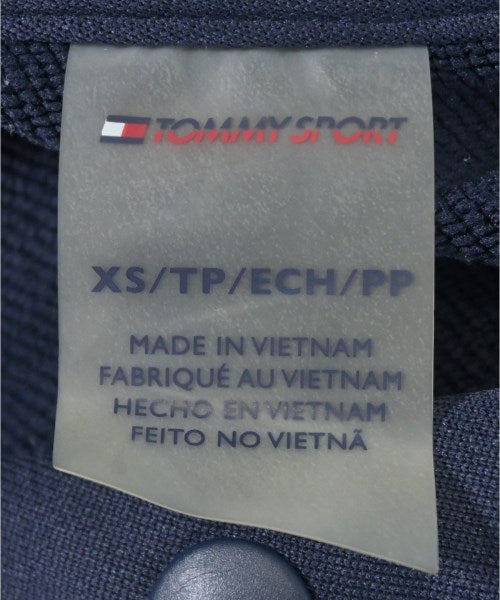 TOMMY SPORT
XS/TP/ECH/PP
MADE IN VIETNAM
FABRIQUÉ AU VIETNAM
HECHO EN VIETNAM
FEITO NO VIETNÃ